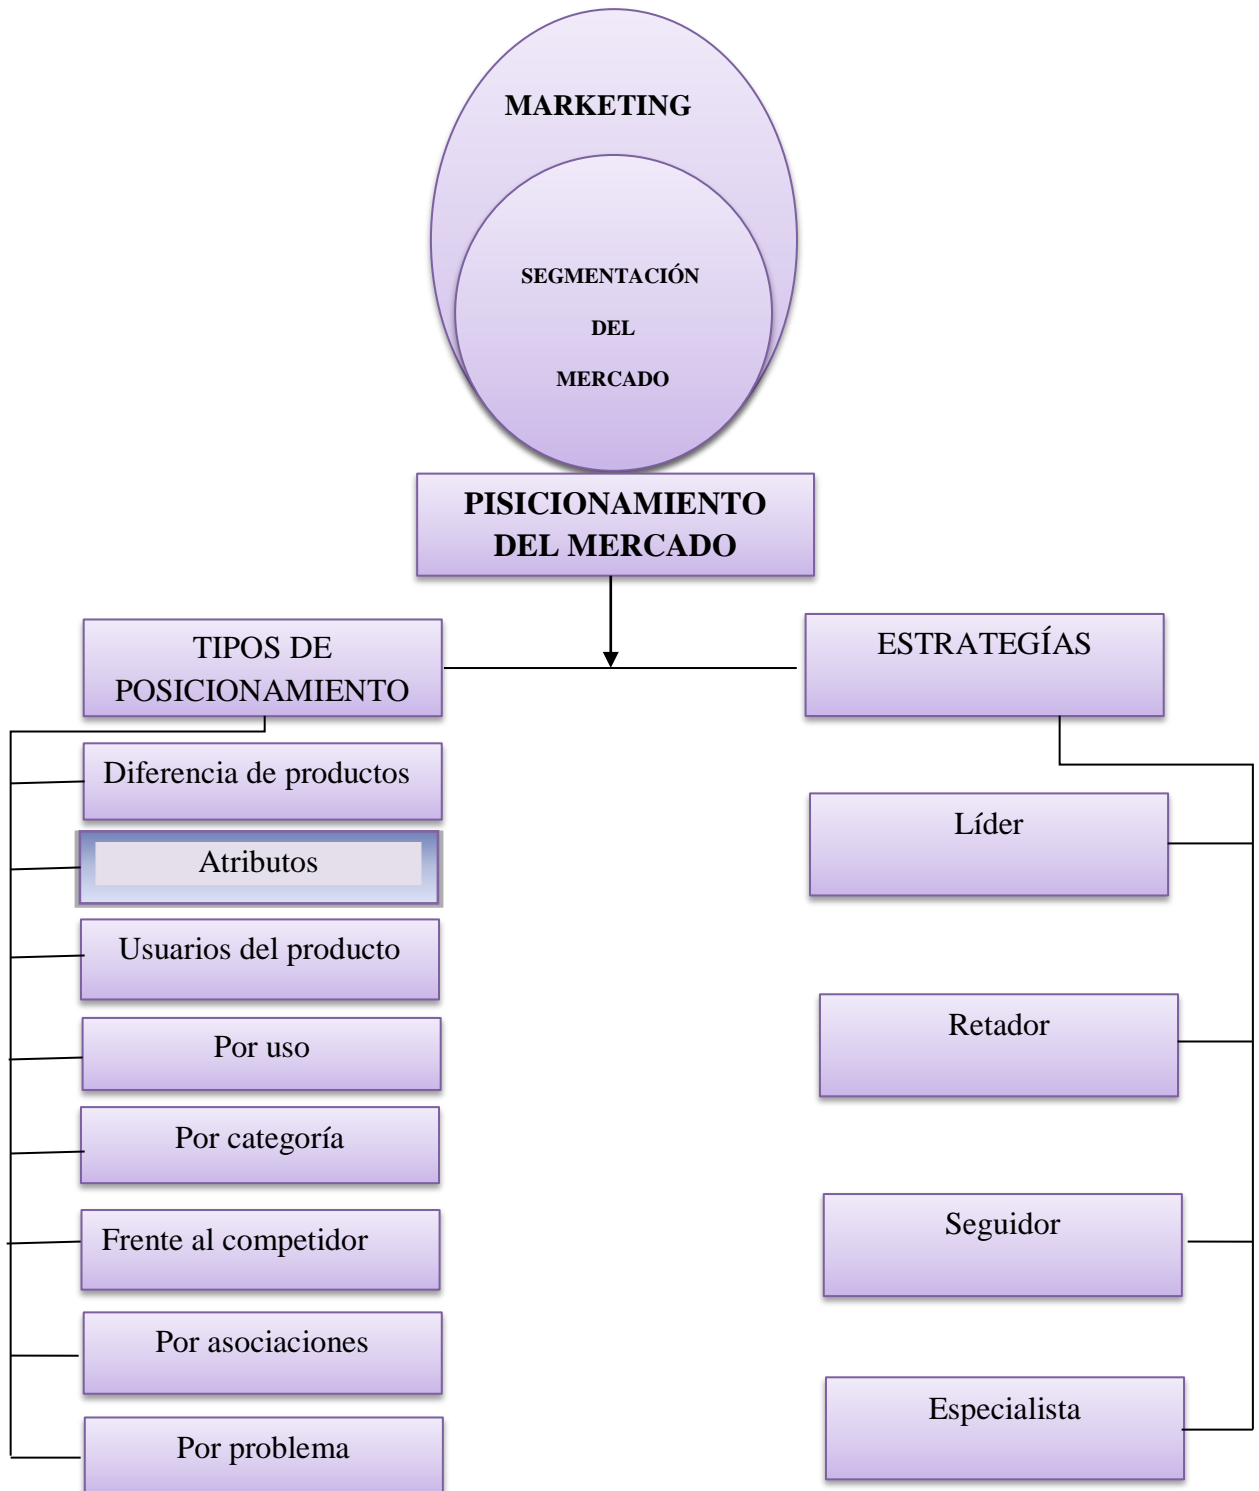 MARKETING
SEGMENTACIÓN
DEL
MERCADO
PISICIONAMIENTO
DEL MERCADO
TIPOS DE
POSICIONAMIENTO
Diferencia de productos
Atributos
Usuarios del producto
Por uso
Por categoría
Frente al competidor
Por asociaciones
Por problema
ESTRATEGÍAS
Líder
Retador
Seguidor
Especialista